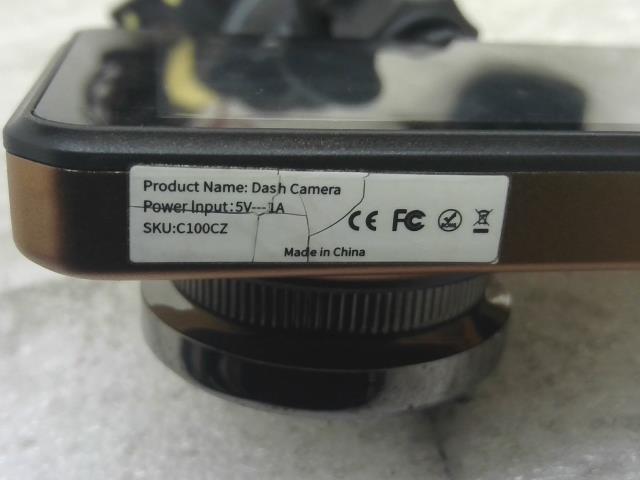 Product Name: Dash Camera
Power Input:5V---1A
SKU:C100CZ
CE FC
Made in China